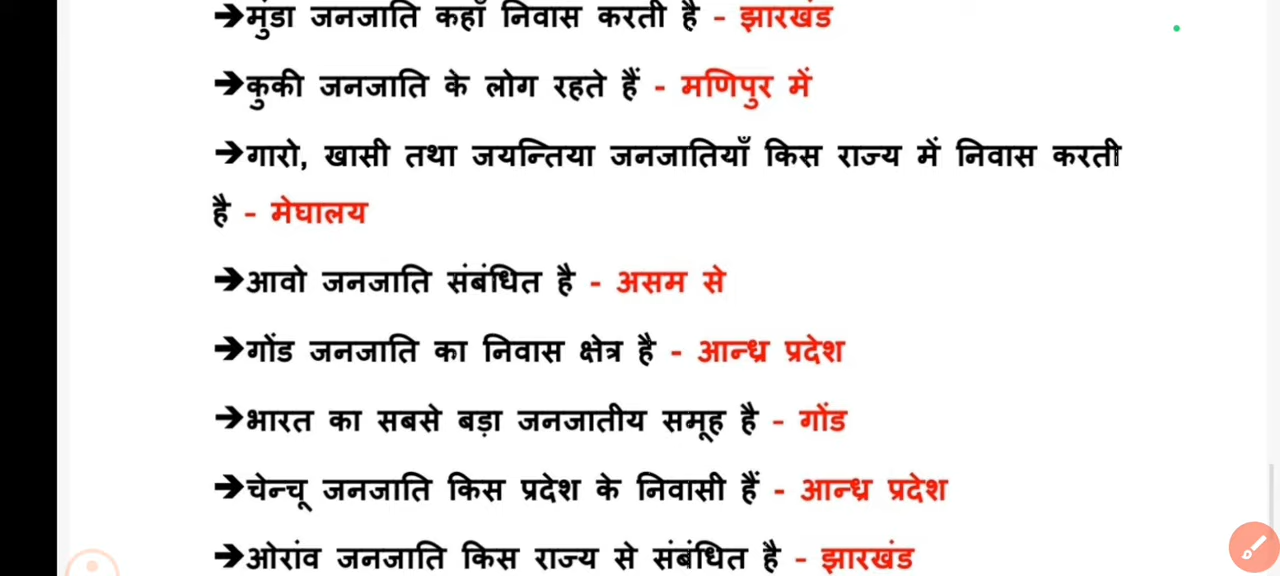 ➔मुंडा जनजाति कहाँ निवास करती है - झारखंड
➔कुकी जनजाति के लोग रहते हैं - मणिपुर में
➔गारो, खासी तथा जयन्तिया जनजातियाँ किस राज्य में निवास करती
है - मेघालय
➔आवो जनजाति संबंधित है - असम से
➔गोंड जनजाति का निवास क्षेत्र है - आन्ध्र प्रदेश
➔भारत का सबसे बड़ा जनजातीय समूह है - गोंड
➔चेन्चू जनजाति किस प्रदेश के निवासी हैं - आन्ध्र प्रदेश
➔ओरांव जनजाति किस राज्य से संबंधित है - झारखंड